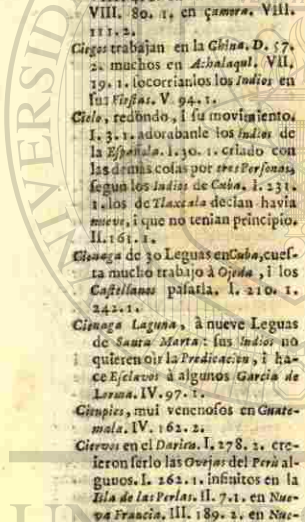 VIII. 80. 1. en çamora. VIII.
111. 2.
Ciegos trabajan en la China. D. 57.
2. muchos en Achalaqui. VII.
19. 1. socorrianlos los Indios en
sus Fiestas. V. 94. 1.
Cielo, redondo, i su movimiento.
I. 3. 1. adorabanle los Indios de
la Española. I. 30. 1. criado con
las demàs cosas por tres Personas,
segun los Indios de Cuba. I. 231.
1. los de Tlaxcala decian havia
nueve, i que no tenian principio.
II. 161. 1.
Cienaga de 30 Leguas en Cuba, cues-
ta mucho trabajo à Ojeda, i los
Castellanos pasarla. I. 210. 1.
242. 1.
Cienaga Laguna, à nueve Leguas
de Santa Marta: sus Indios no
quieren oir la Predicacion, i ha-
ce Esclavos à algunos Garcia de
Lerma. IV. 97. 1.
Cienpies, mui venenosos en Guate-
mala. IV. 162. 2.
Ciervos en el Darien. I. 278. 2. cre-
ieron serlo las Ovejas del Perù al-
gunos. I. 262. 1. infinitos en la
Isla de las Perlas. II. 7. 1. en Nue-
va Francia. III. 189. 2. en Nue-